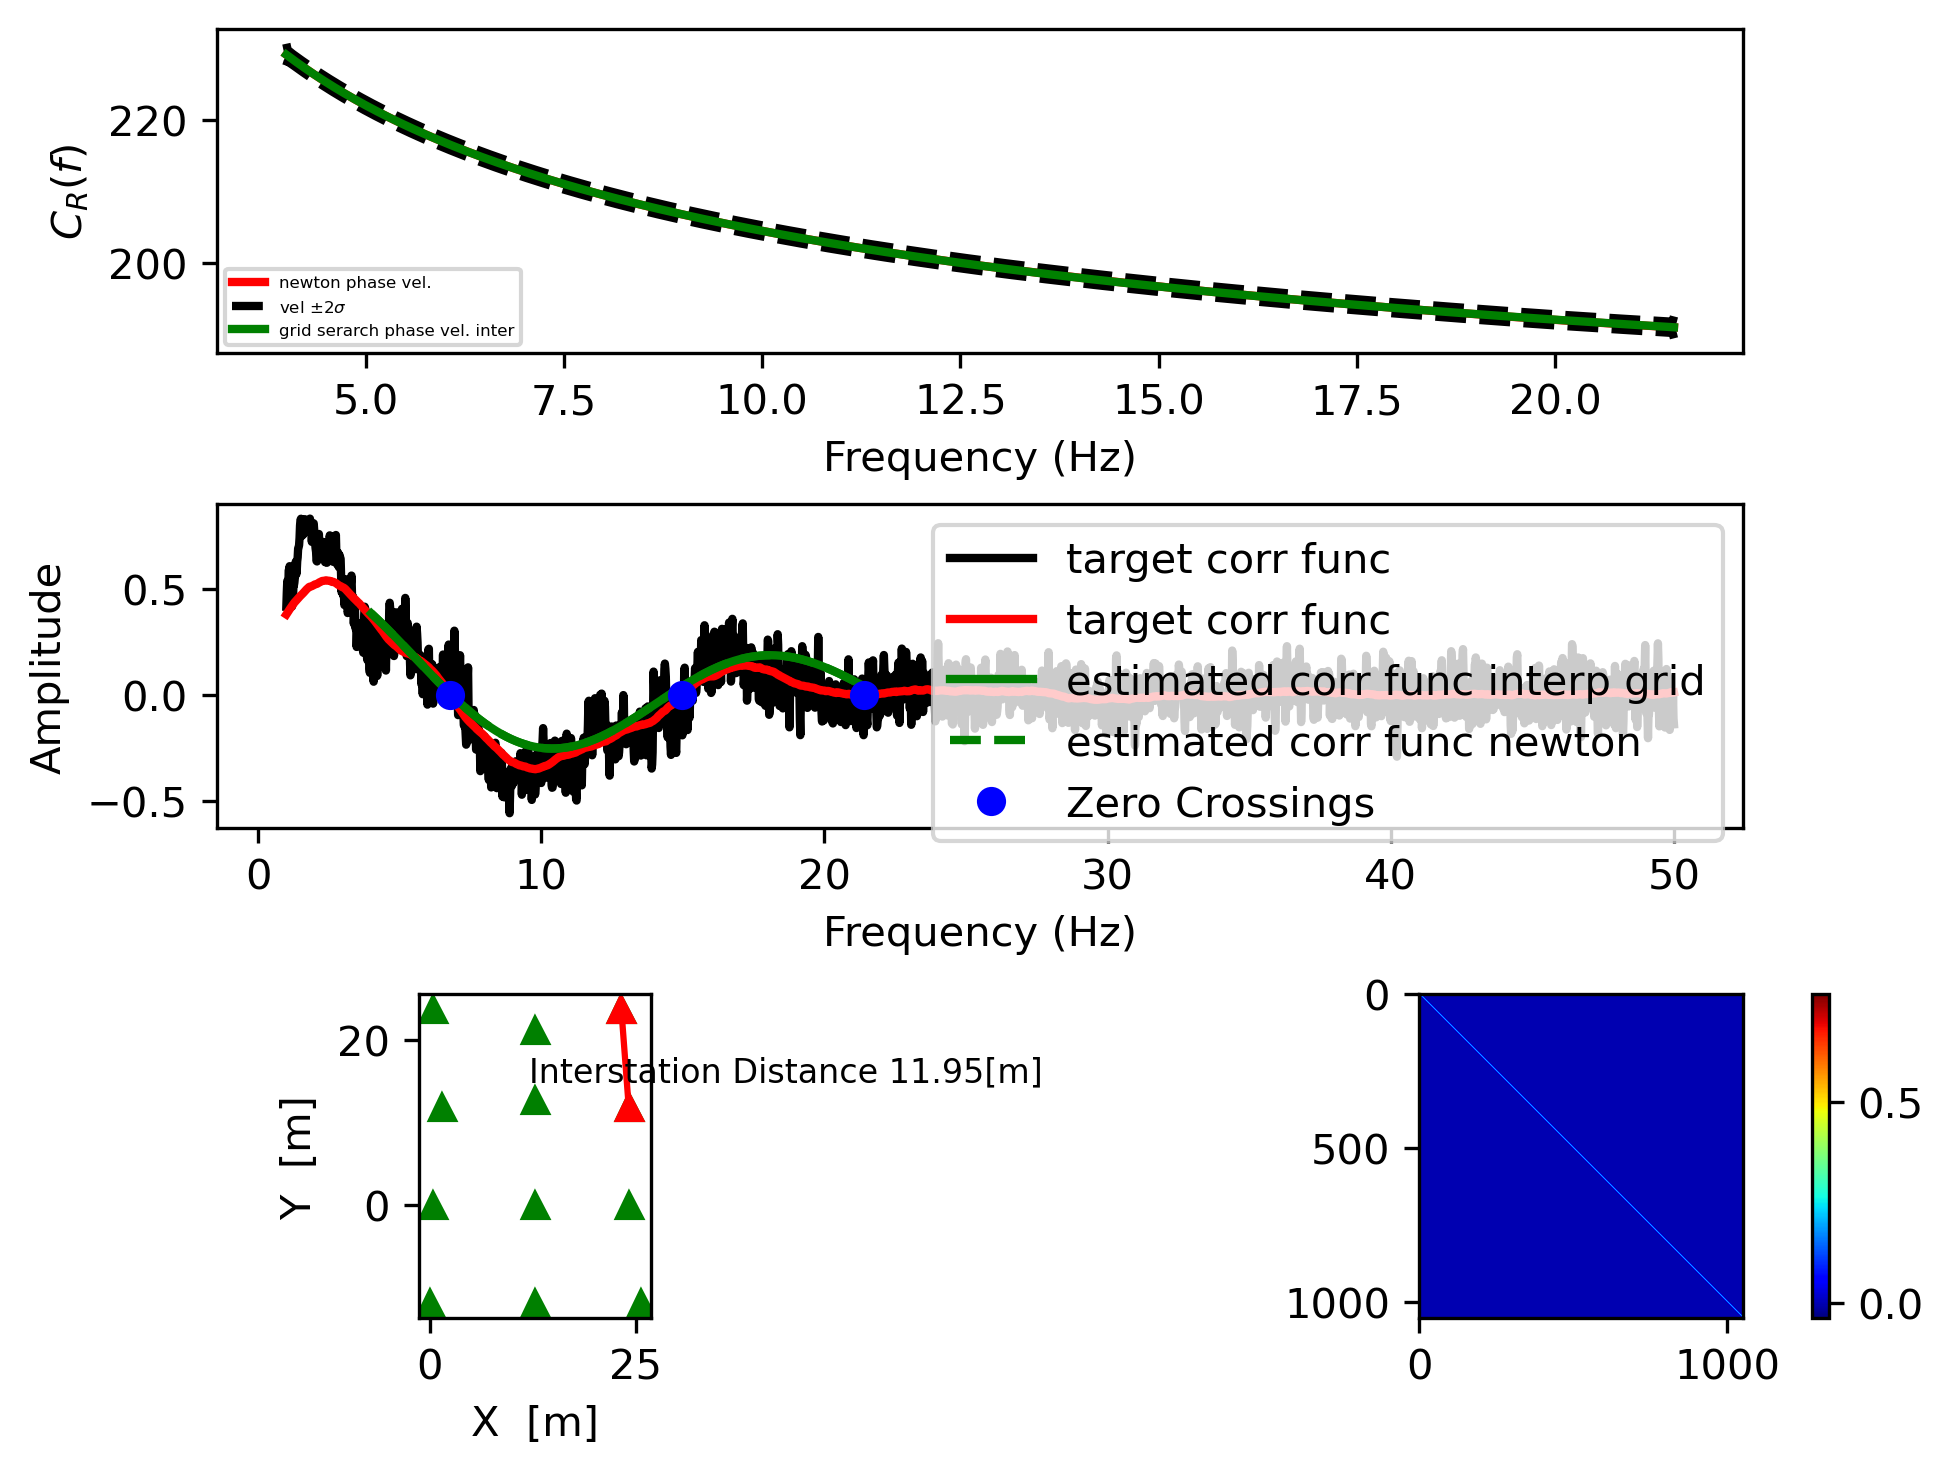 220
200
C_R(f)
newton phase vel.
vel ±2σ
grid serarch phase vel. inter
5.0 7.5 10.0 12.5 15.0 17.5 20.0
Frequency (Hz)
0.5
0.0
−0.5
Amplitude
target corr func
target corr func
estimated corr func interp grid
estimated corr func newton
Zero Crossings
0 10 20 30 40 50
Frequency (Hz)
20
0
Y [m]
Interstation Distance 11.95[m]
0 25
X [m]
0
500
1000
0 1000
0.5
0.0